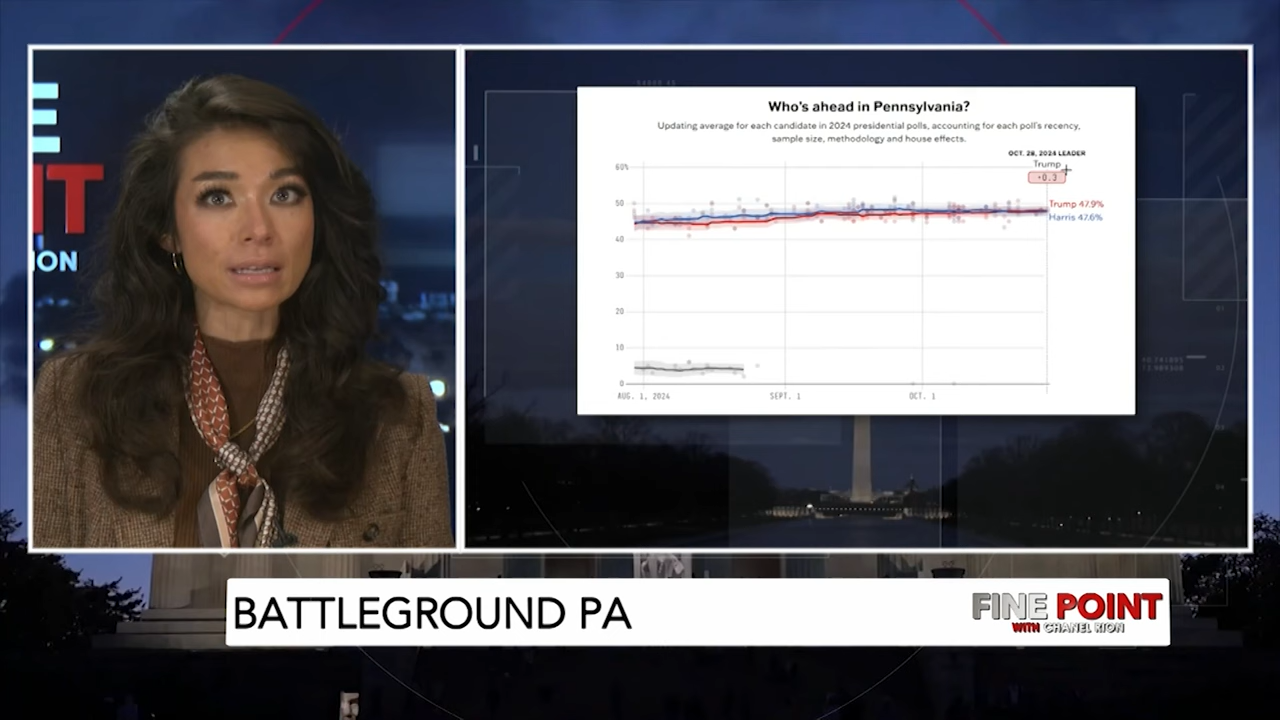 E
IT
ION
Who's ahead in Pennsylvania?
Updating average for each candidate in 2024 presidential polls, accounting for each poll's recency,
sample size, methodology and house effects.
OCT. 28, 2024 LEADER
Trump
+0.3
60%
50
40
30
20
10
0
Trump 47.9%
Harris 47.6%
AUG. 1, 2024
SEPT. 1
OCT. 1
BATTLEGROUND PA
FINE POINT
WITH CHANEL RION